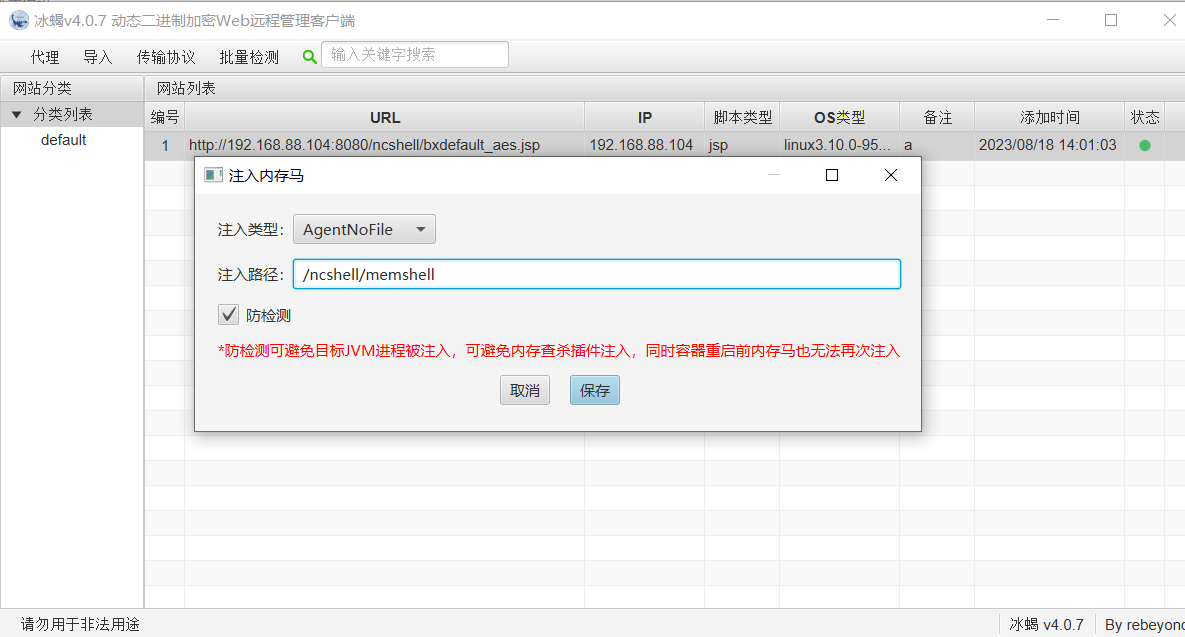 冰蝎v4.0.7 动态二进制加密Web远程管理客户端
代理 导入 传输协议 批量检测 输入关键字搜索
网站分类 网站列表
分类列表 编号 URL IP 脚本类型 OS类型 备注 添加时间 状态
default
1 http://192.168.88.104:8080/ncshell/bxdefault_aes.jsp 192.168.88.104 jsp linux3.10.0-95... a 2023/08/18 14:01:03
注入内存马
注入类型: AgentNoFile
注入路径: /ncshell/memshell
防检测
*防检测可避免目标JVM进程被注入，可避免内存查杀插件注入，同时容器重启前内存马也无法再次注入
取消 保存
请勿用于非法用途 冰蝎 v4.0.7 By rebeyond